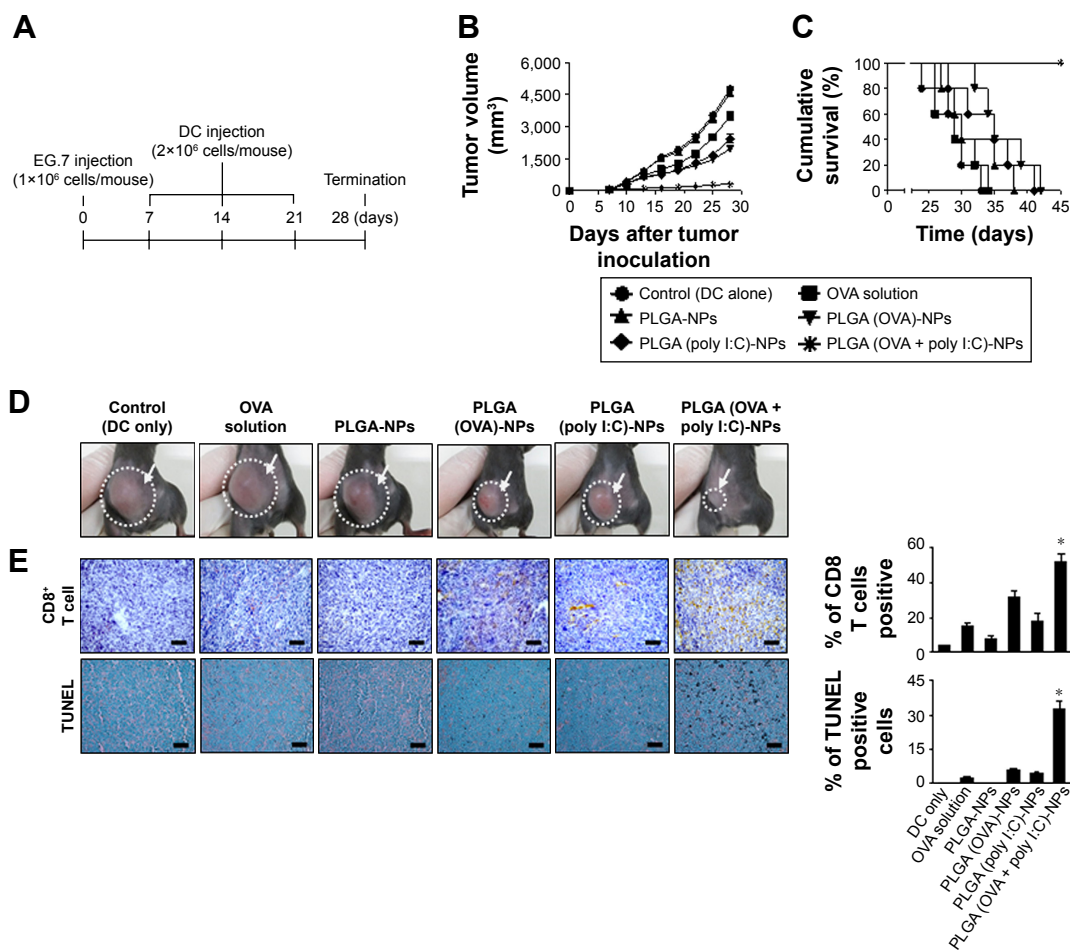 A
EG.7 injection
(1×10⁶ cells/mouse)
DC injection
(2×10⁶ cells/mouse)
Termination
0 7 14 21 28 (days)
B
Tumor volume
(mm³)
6,000
4,500
3,000
1,500
0
0 5 10 15 20 25 30
Days after tumor
inoculation
C
Cumulative
survival (%)
100
80
60
40
20
0
0 25 30 35 40 45
Time (days)
Control (DC alone)
OVA solution
PLGA-NPs
PLGA (OVA)-NPs
PLGA (poly I:C)-NPs
PLGA (OVA + poly I:C)-NPs
D
Control
(DC only)
OVA
solution
PLGA-NPs
PLGA
(OVA)-NPs
PLGA
(poly I:C)-NPs
PLGA (OVA +
poly I:C)-NPs
E
CD8⁺
T cell
TUNEL
% of CD8
T cells
positive
60
40
20
0
*
% of TUNEL
positive
cells
45
30
15
0
*
DC only
OVA solution
PLGA-NPs
PLGA (OVA)-NPs
PLGA (poly I:C)-NPs
PLGA (OVA + poly I:C)-NPs